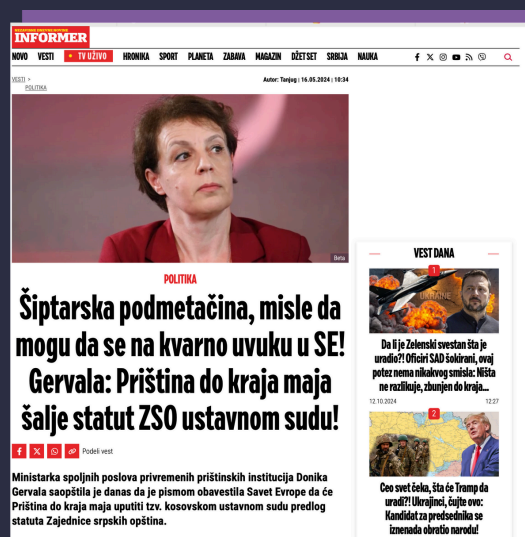 NEZAVISNE DNEVNE NOVINE
INFORMER
NOVO VESTI • TV UŽIVO HRONIKA SPORT PLANETA ZABAVA MAGAZIN DŽET SET SRBIJA NAUKA
VESTI >
POLITIKA
Autor: Tanjug | 16.05.2024 | 10:34
Beta
POLITIKA
Šiptarska podmetačina, misle da
mogu da se na kvarno uvuku u SE!
Gervala: Priština do kraja maja
šalje statut ZSO ustavnom sudu!
Podeli vest
Ministarka spoljnih poslova privremenih prištinskih institucija Donika
Gervala saopštila je danas da je pismom obavestila Savet Evrope da će
Priština do kraja maja uputiti tzv. kosovskom ustavnom sudu predlog
statuta Zajednice srpskih opština.
VEST DANA
1
UKRAINE
Da li je Zelenski svestan šta je
uradio?! Oficiri SAD šokirani, ovaj
potez nema nikakvog smisla: Ništa
ne razlikuje, zbunjen do kraja...
12.10.2024 12:27
2
Ceo svet čeka, šta će Tramp da
uradi?! Ukrajinci, čujte ovo:
Kandidat za predsednika se
iznenada obratio narodu!